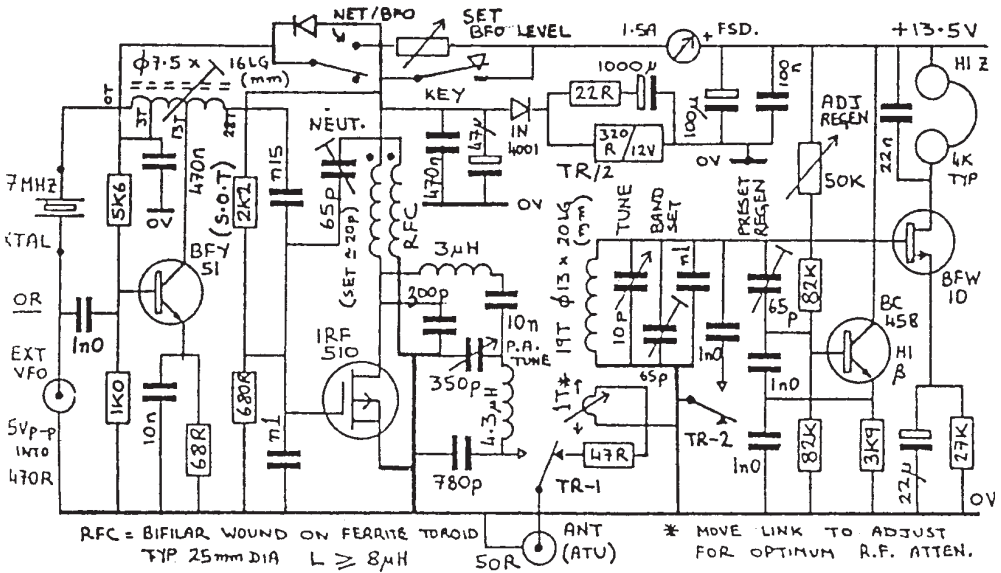 NET/BFO
SET
BFO LEVEL
1.5A
+ FSD.
+13.5V
φ7.5 x
16LG
(mm)
1000μ
100n
HI Z
0T
3T
13T
28T
KEY
22R
100μ
ADJ
REGEN
NEUT.
1N
4001
320
R
12V
22n
4K
TYP
470n
47μ
TR/2
0V
50K
7MHZ
5K6
0V
470n
(S.O.T)
2K2
n15
65p
(SET ≈ 20p)
RFC
0V
19T φ13 x 20LG
(mm)
TUNE
BAND
SET
PRESET
REGEN
XTAL
BFY
51
3μH
10p
n1
82K
BFW
10
OR
300p
10n
65p
BC
458
1n0
IRF
510
P.A.
TUNE
1n0
1n0
HI
β
EXT
VFO
350p
65p
1K0
10n
680R
4.3μH
1T*
TR-2
5Vp-p
INTO
470R
68R
n1
780p
47R
1n0
82K
3K9
22μ
27K
TR-1
0V
RFC = BIFILAR WOUND ON FERRITE TOROID
TYP 25mm DIA L ⩾ 8μH
50R
ANT
(ATU)
* MOVE LINK TO ADJUST
FOR OPTIMUM R.F. ATTEN.